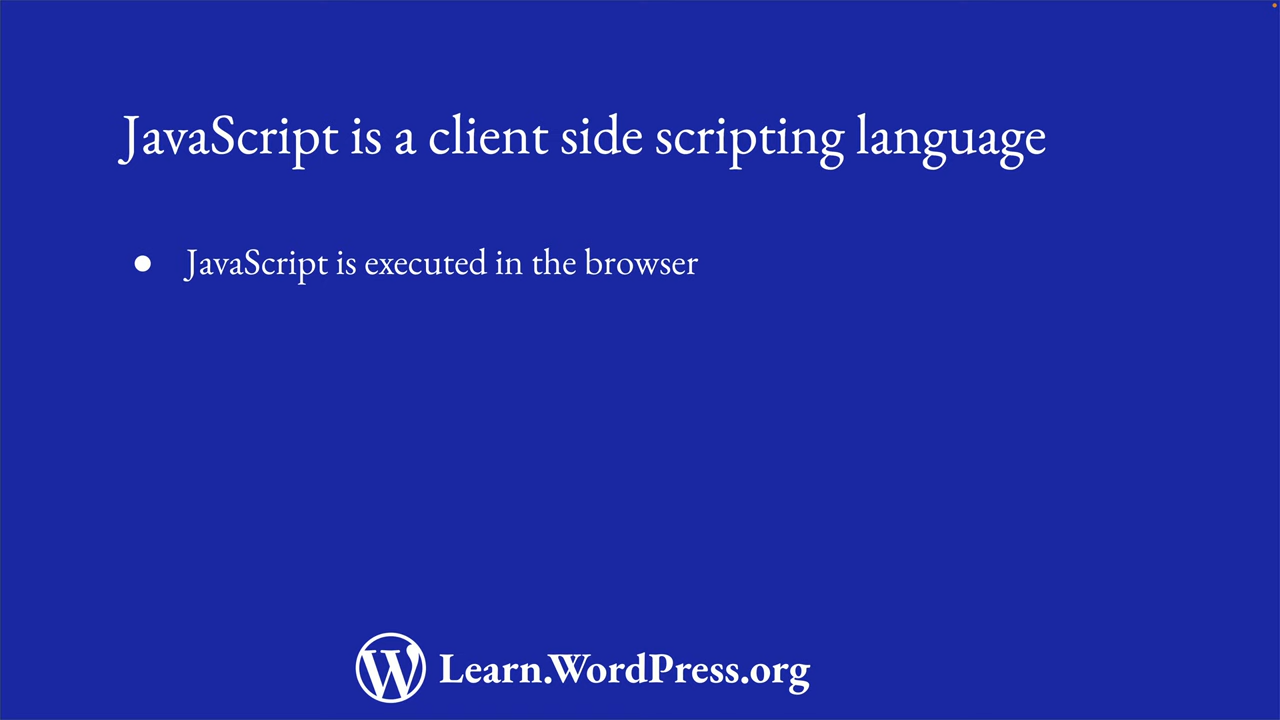 JavaScript is a client side scripting language
● JavaScript is executed in the browser
Learn.WordPress.org